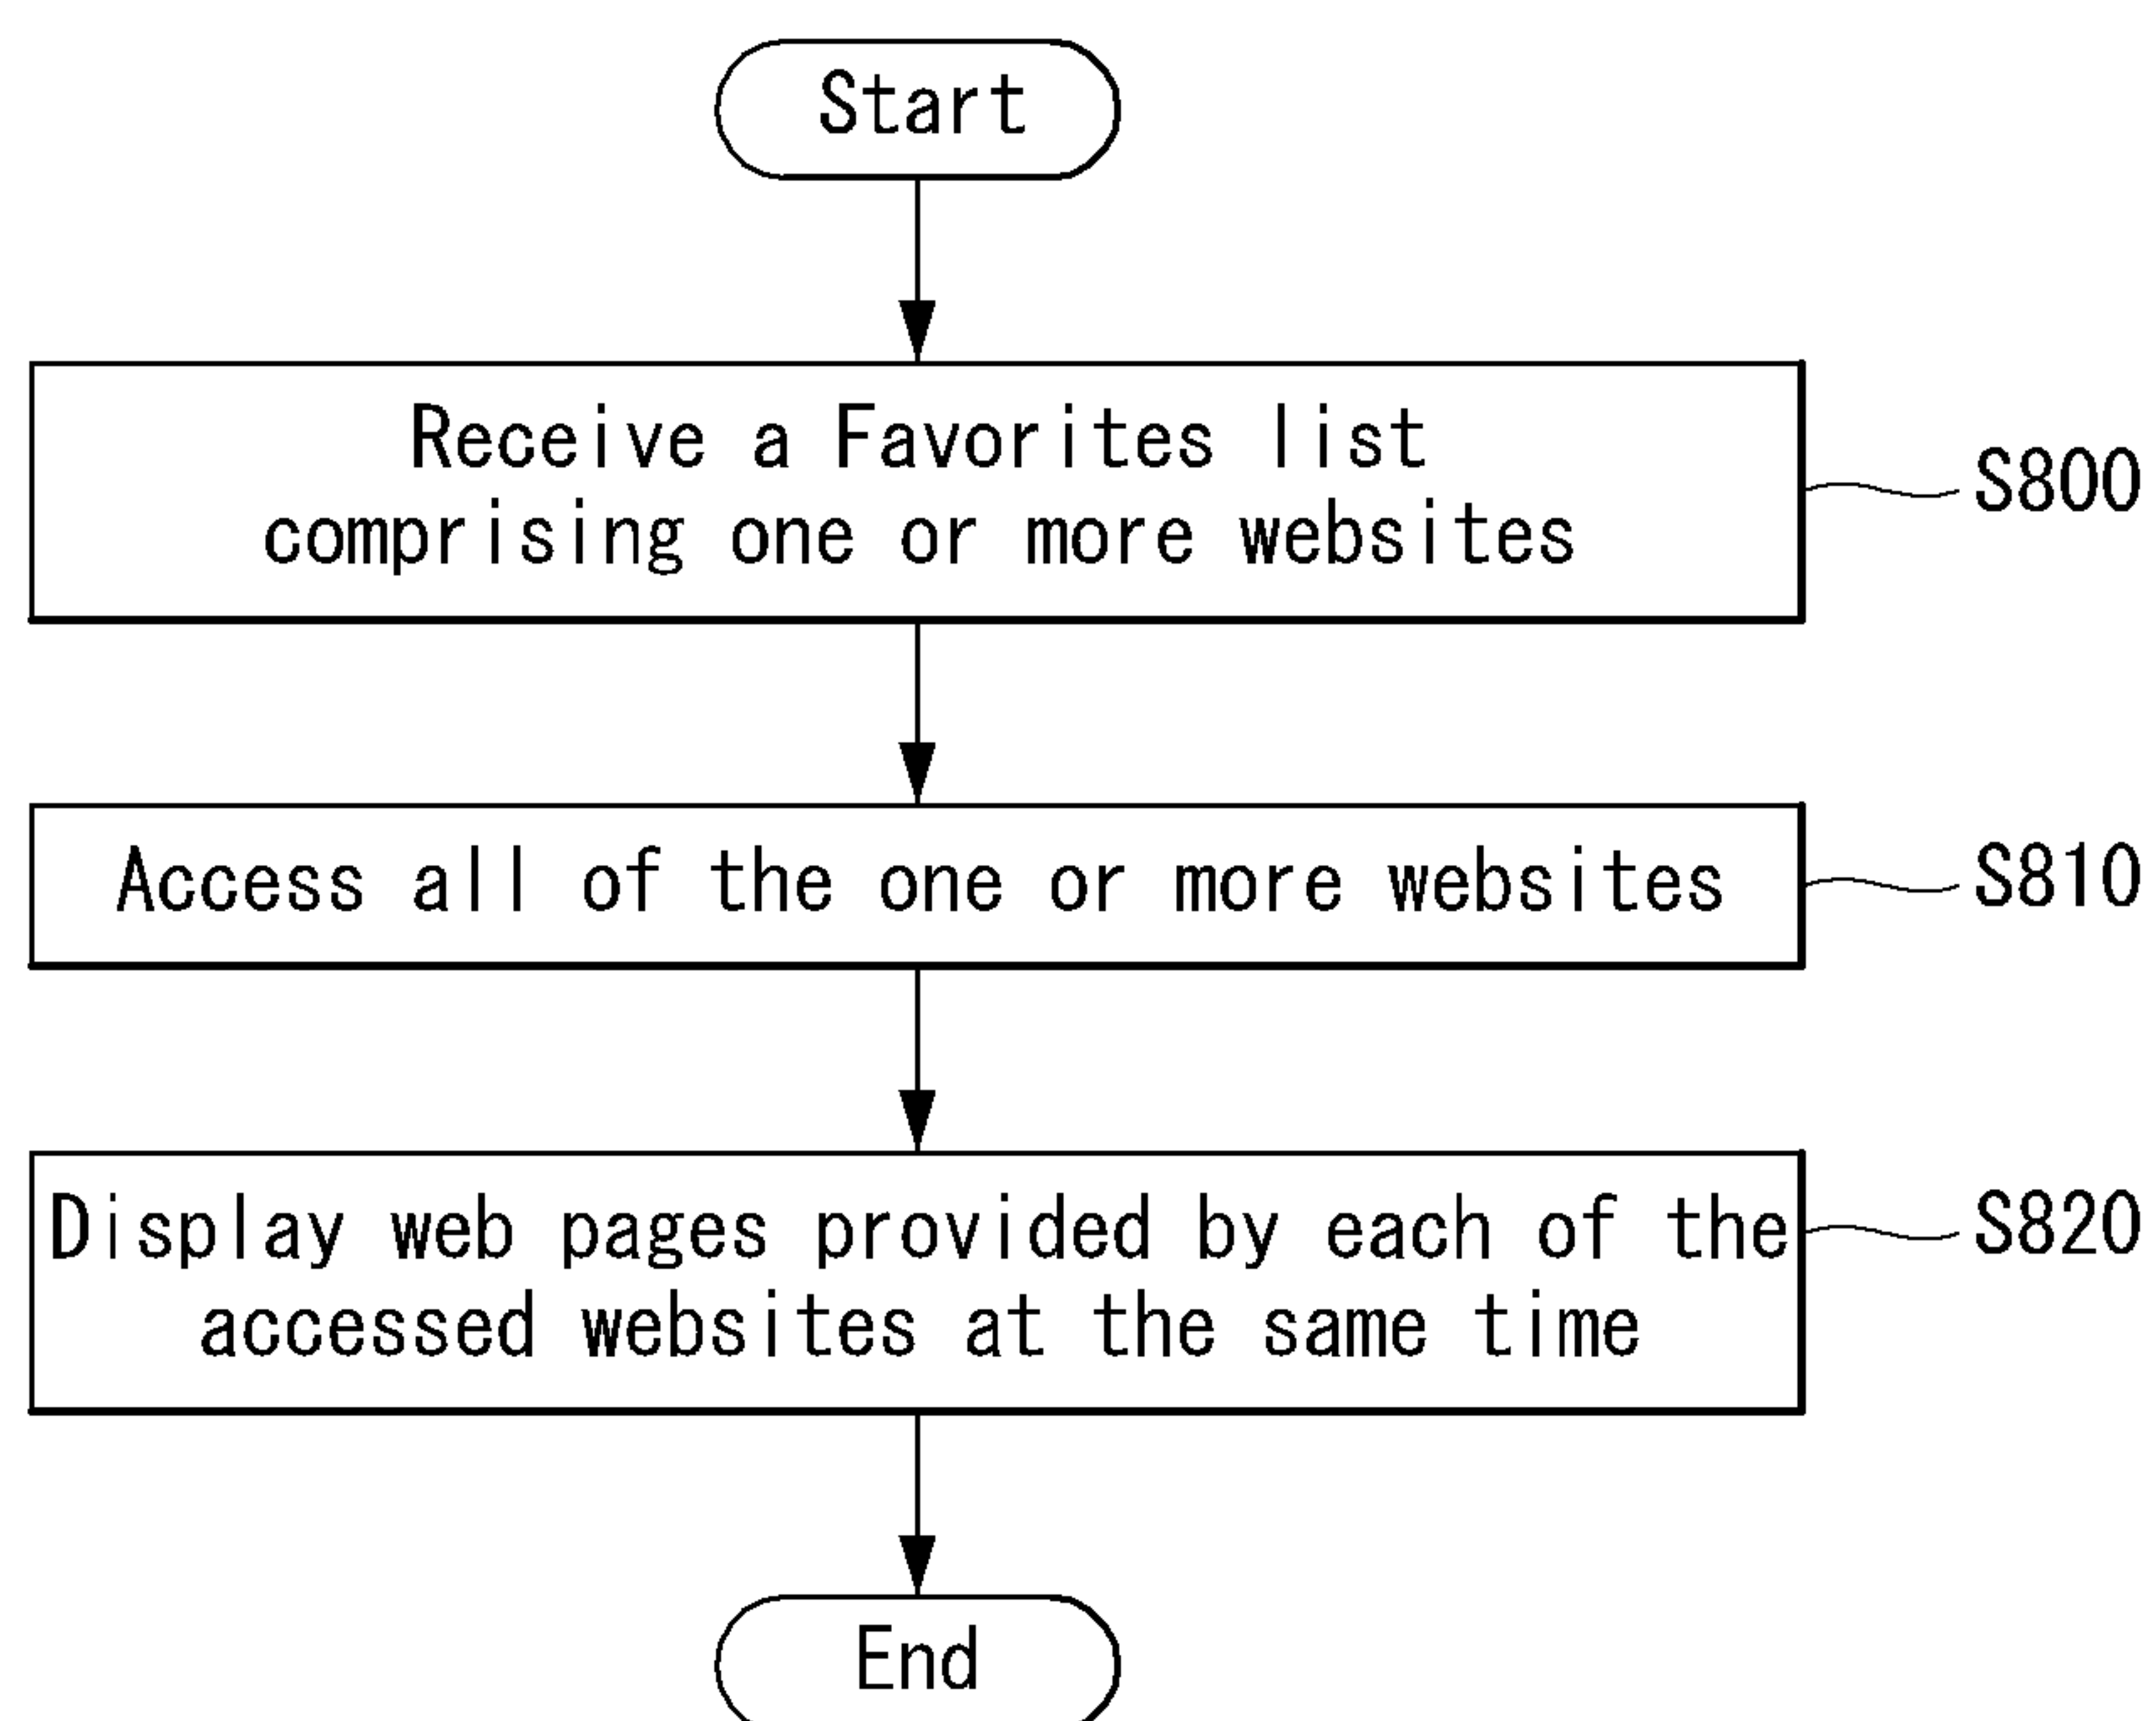 Start
Receive a Favorites list
comprising one or more websites
S800
Access all of the one or more websites
S810
Display web pages provided by each of the
accessed websites at the same time
S820
End